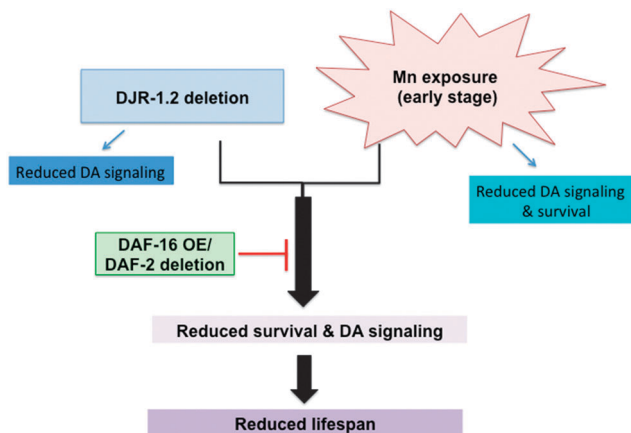 Mn exposure
(early stage)
DJR-1.2 deletion
Reduced DA signaling
Reduced DA signaling
& survival
DAF-16 OE/
DAF-2 deletion
Reduced survival & DA signaling
Reduced lifespan